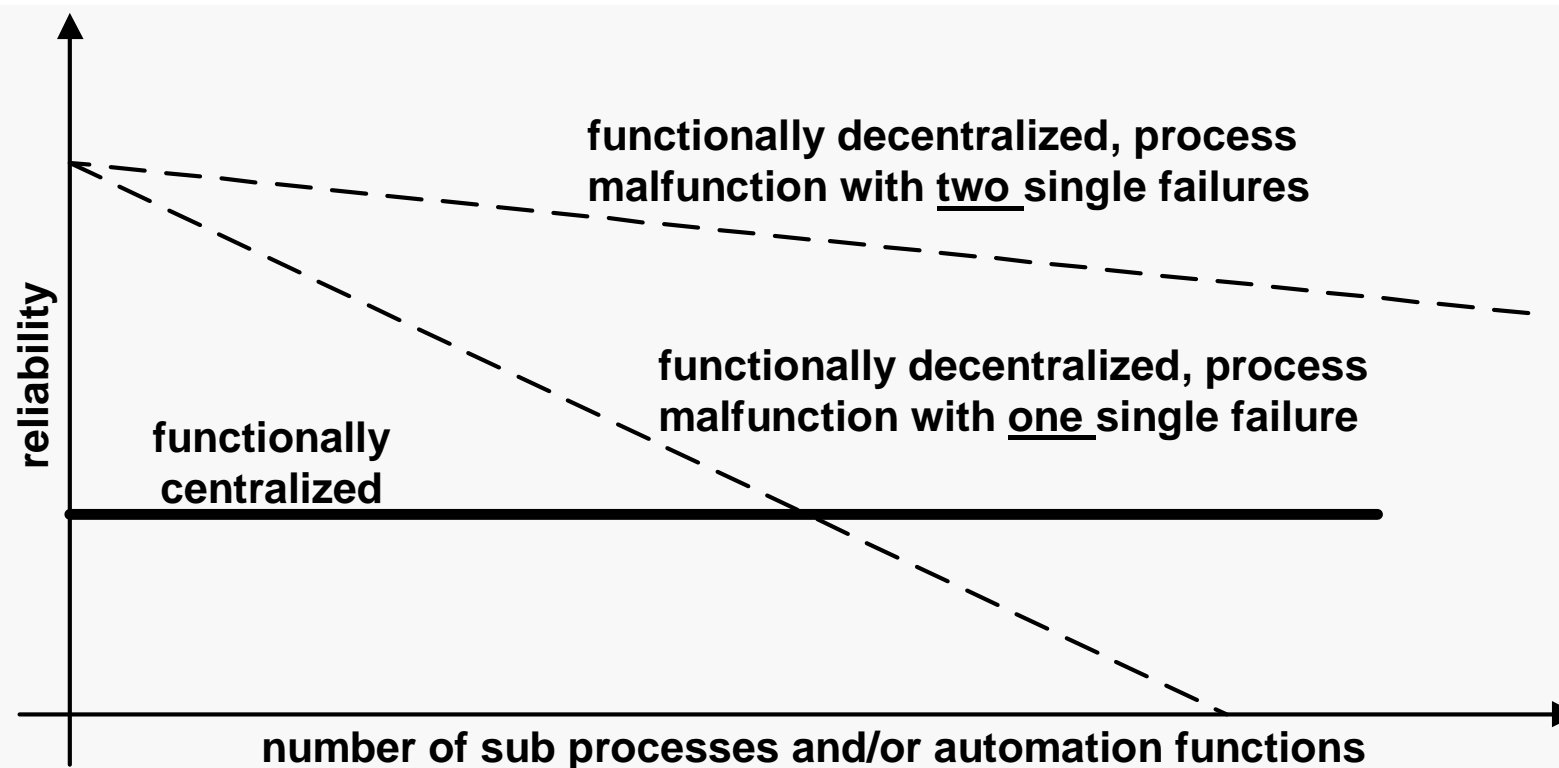 functionally decentralized, process
malfunction with two single failures
functionally decentralized, process
malfunction with one single failure
reliability
functionally
centralized
number of sub processes and/or automation functions